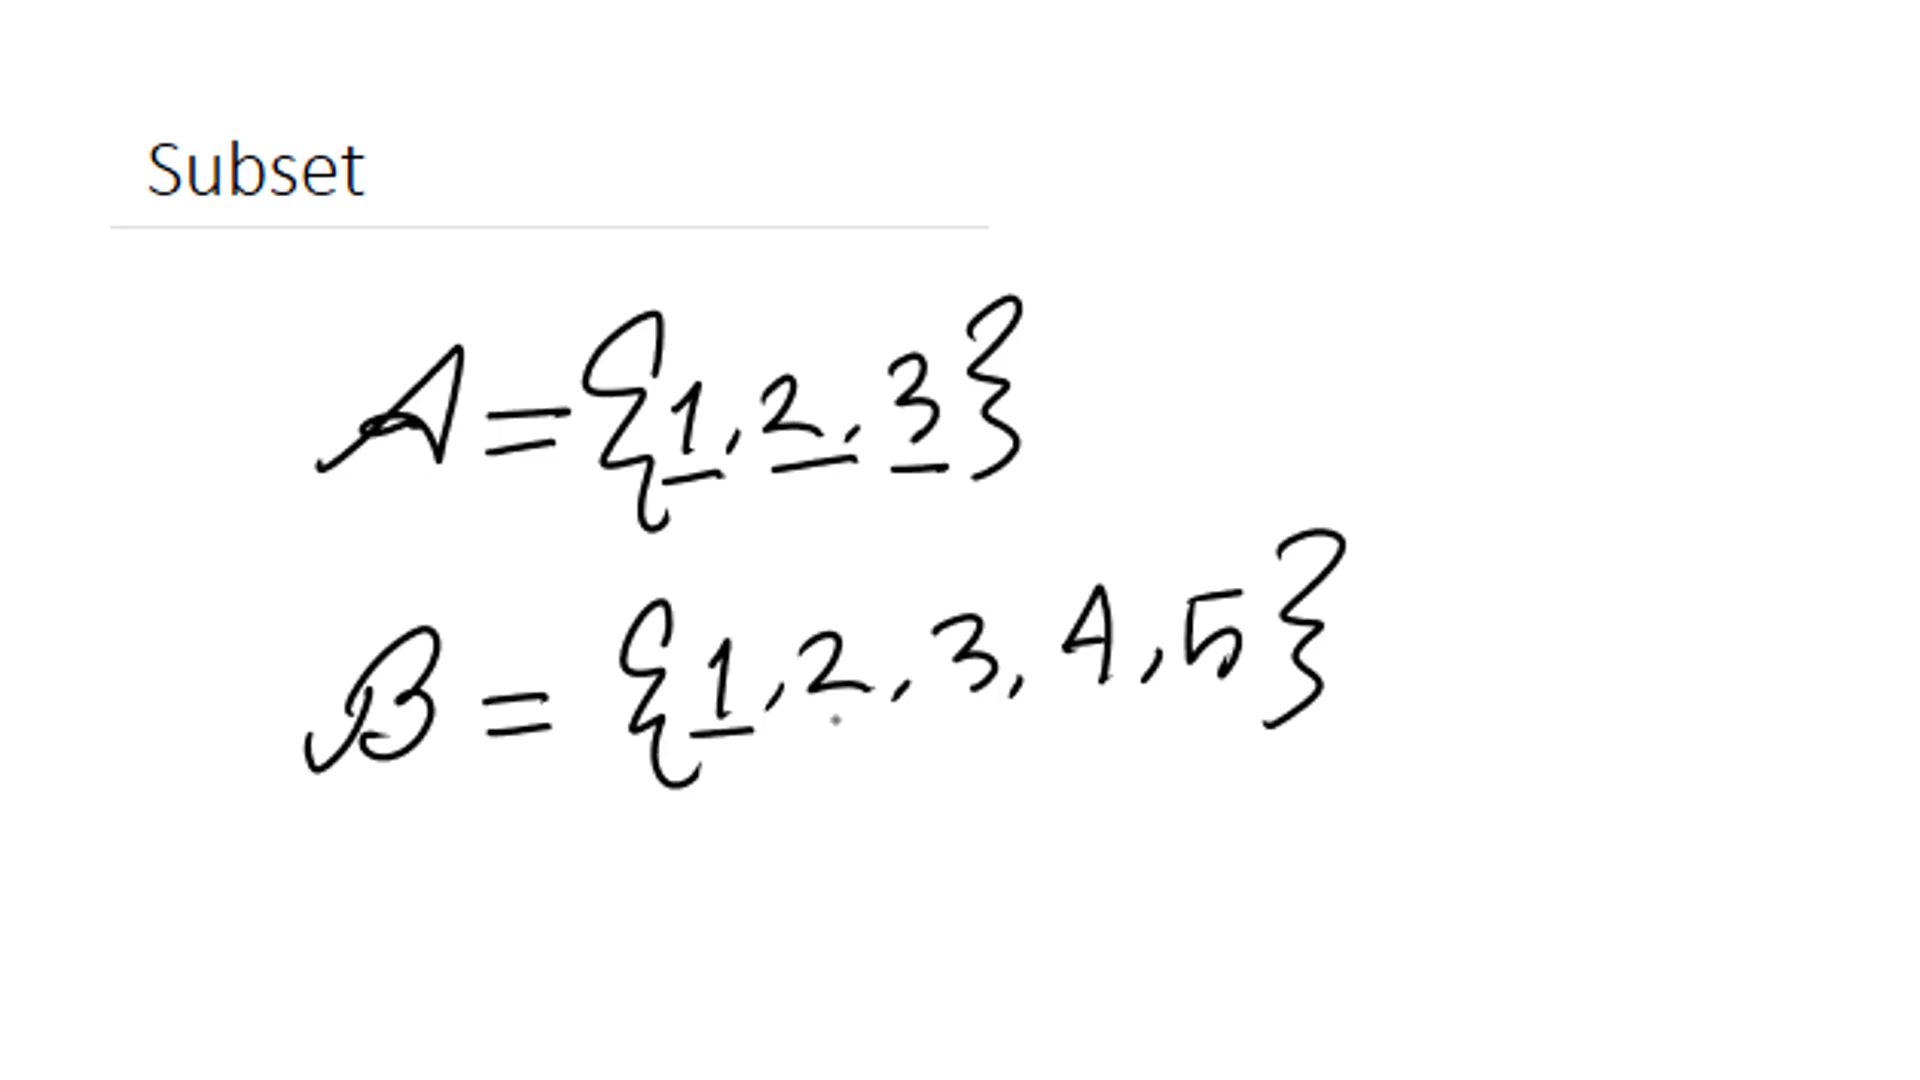 Subset
A = {1, 2, 3}
B = {1, 2, 3, 4, 5}